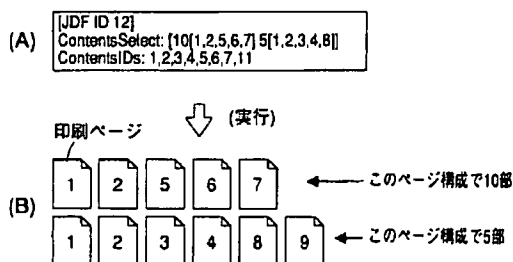 (A)
[JDF ID 12]
ContentsSelect: {10[1,2,5,6,7] 5[1,2,3,4,8]]
ContentsIDs: 1,2,3,4,5,6,7,11
(実行)
印刷ページ
(B)
1 2 5 6 7 このページ構成で10部
1 2 3 4 8 9 このページ構成で5部